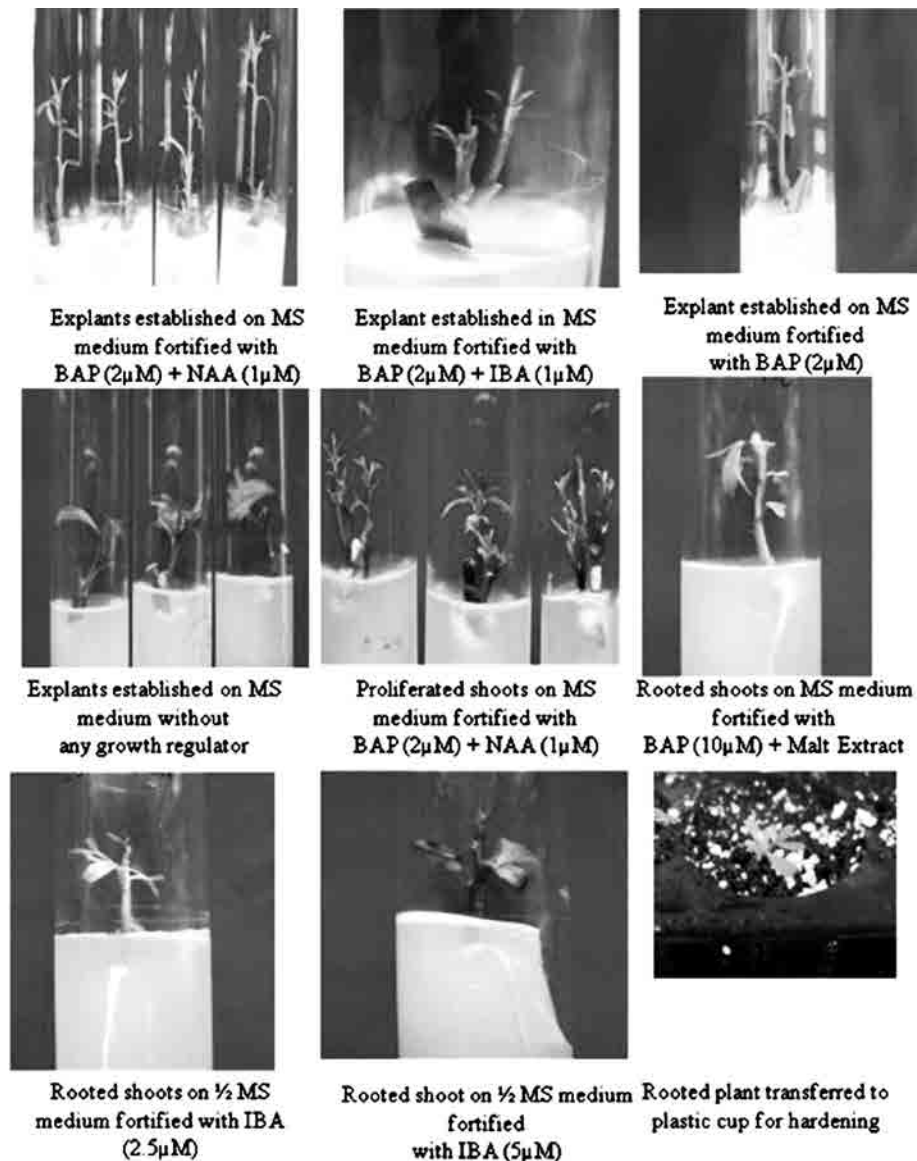 Explants established on MS
medium fortified with
BAP (2µM) + NAA (1µM)
Explant established in MS
medium fortified with
BAP (2µM) + IBA (1µM)
Explant established on MS
medium fortified
with BAP (2µM)
Explants established on MS
medium without
any growth regulator
Proliferated shoots on MS
medium fortified with
BAP (2µM) + NAA (1µM)
Rooted shoots on MS medium
fortified with
BAP (10µM) + Malt Extract
Rooted shoots on ½ MS
medium fortified with IBA
(2.5µM)
Rooted shoot on ½ MS medium
fortified
with IBA (5µM)
Rooted plant transferred to
plastic cup for hardening